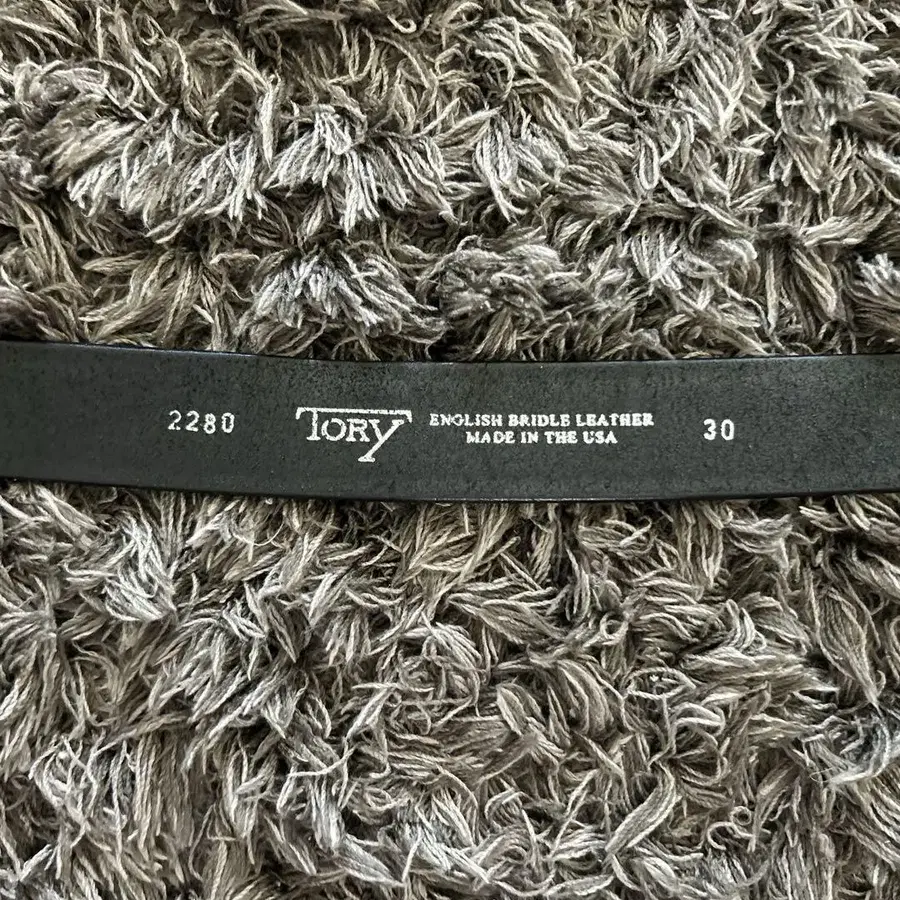 2280 TORY ENGLISH BRIDLE LEATHER 30
MADE IN THE USA